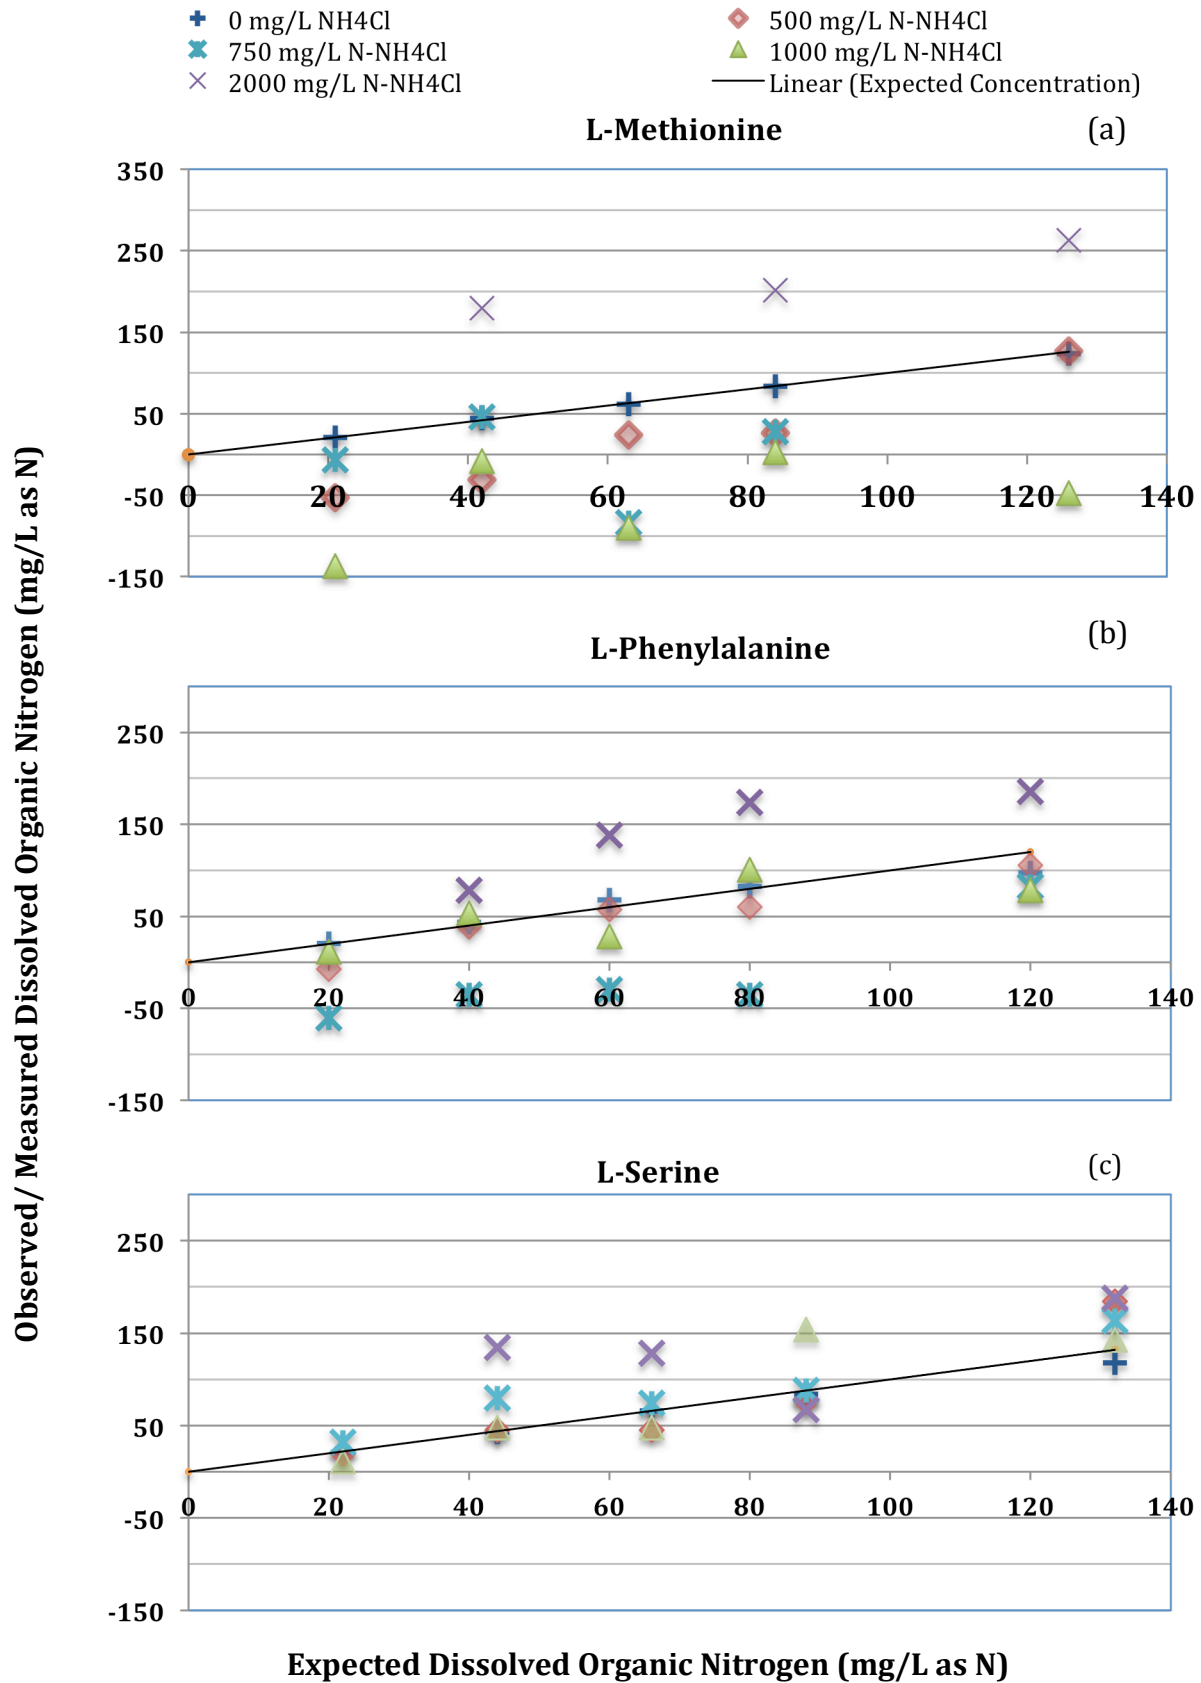 0 mg/L NH4Cl
500 mg/L N-NH4Cl
750 mg/L N-NH4Cl
1000 mg/L N-NH4Cl
2000 mg/L N-NH4Cl
Linear (Expected Concentration)
L-Methionine
(a)
350
250
150
50
-50
-150
0 20 40 60 80 100 120 140
L-Phenylalanine
(b)
250
150
50
-50
-150
0 20 40 60 80 100 120 140
L-Serine
(c)
250
150
50
-50
-150
0 20 40 60 80 100 120 140
Observed/ Measured Dissolved Organic Nitrogen (mg/L as N)
Expected Dissolved Organic Nitrogen (mg/L as N)